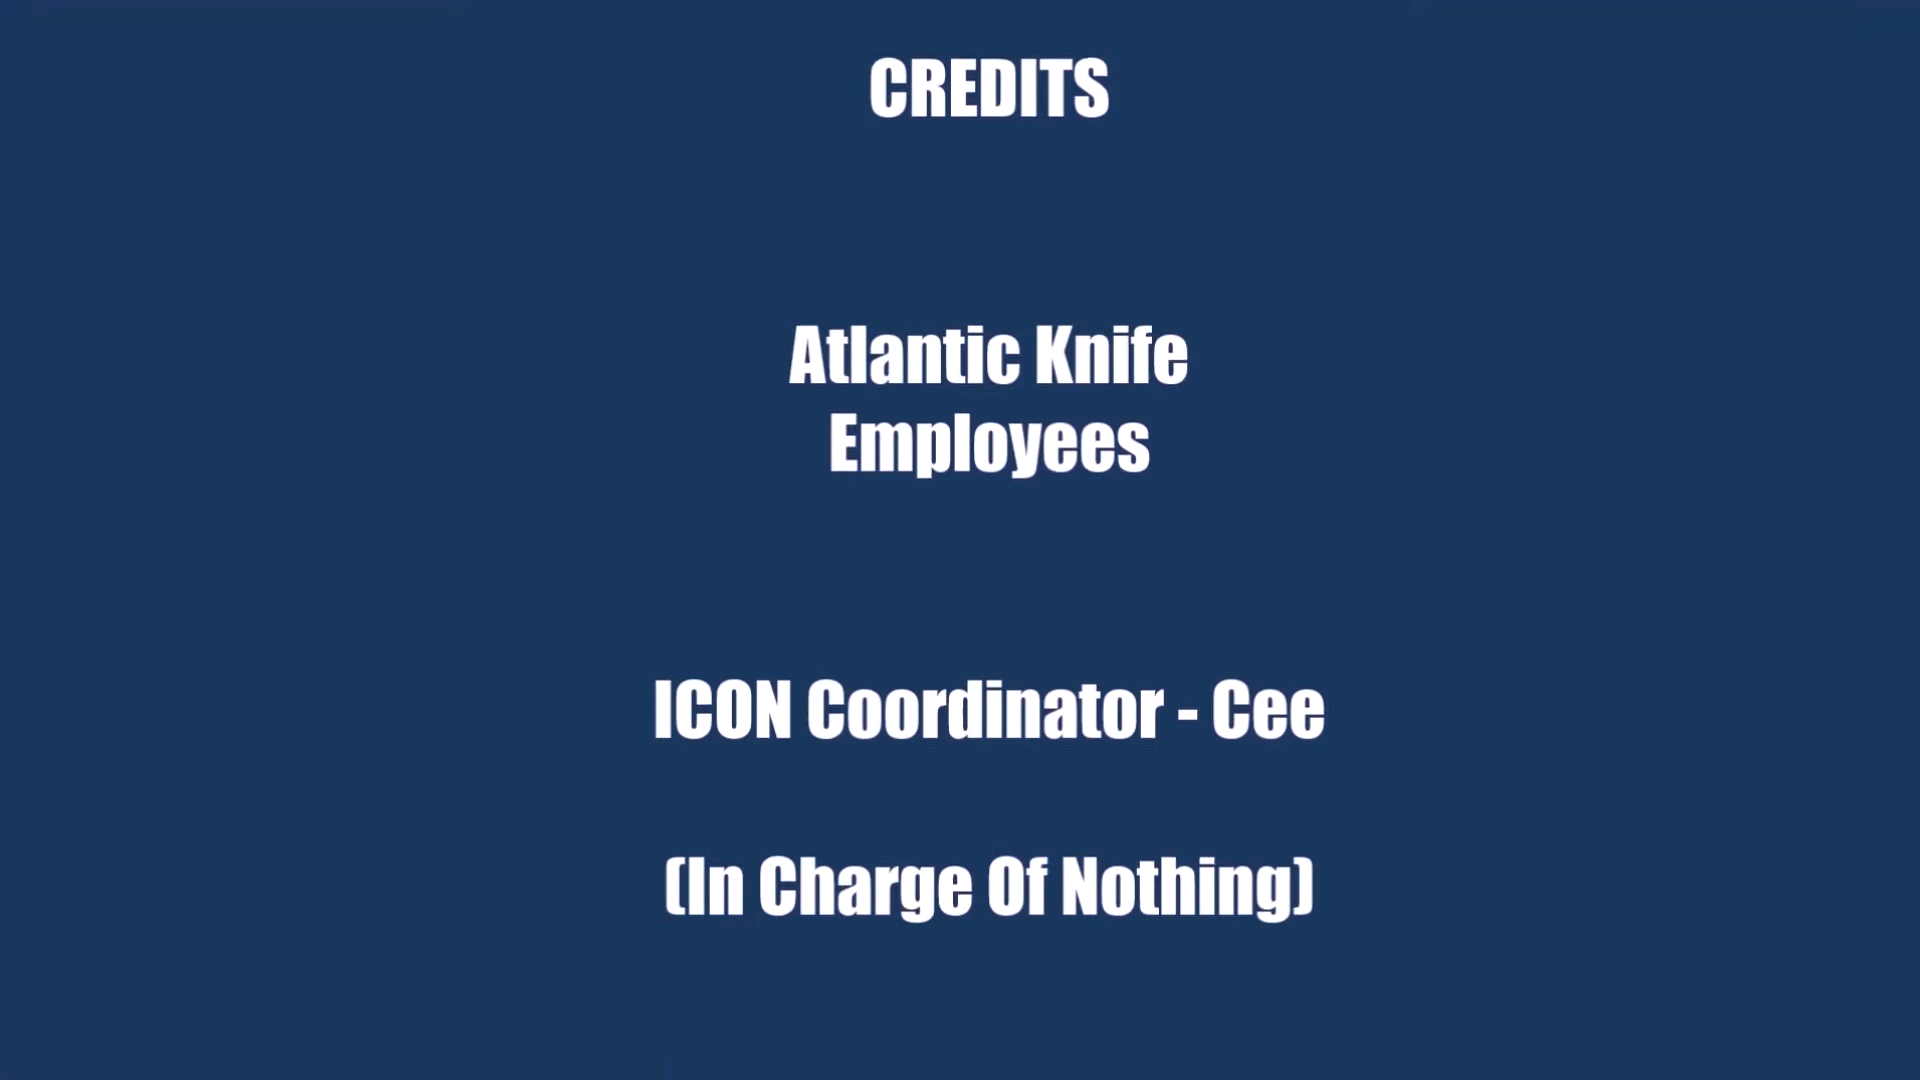 CREDITS
Atlantic Knife
Employees
ICON Coordinator - Cee
(In Charge Of Nothing)